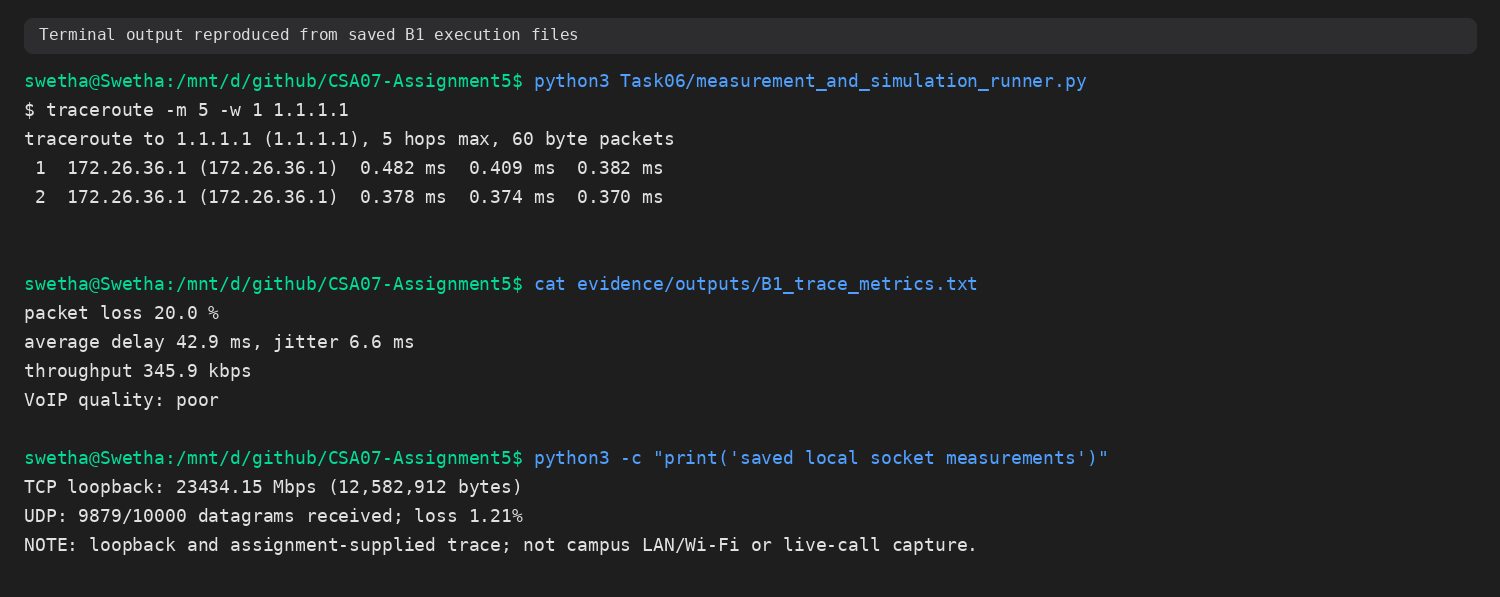 Terminal output reproduced from saved B1 execution files
swetha@Swetha:/mnt/d/github/CSA07-Assignment5$ python3 Task06/measurement_and_simulation_runner.py
$ traceroute -m 5 -w 1 1.1.1.1
traceroute to 1.1.1.1 (1.1.1.1), 5 hops max, 60 byte packets
 1  172.26.36.1 (172.26.36.1)  0.482 ms  0.409 ms  0.382 ms
 2  172.26.36.1 (172.26.36.1)  0.378 ms  0.374 ms  0.370 ms
swetha@Swetha:/mnt/d/github/CSA07-Assignment5$ cat evidence/outputs/B1_trace_metrics.txt
packet loss 20.0 %
average delay 42.9 ms, jitter 6.6 ms
throughput 345.9 kbps
VoIP quality: poor
swetha@Swetha:/mnt/d/github/CSA07-Assignment5$ python3 -c "print('saved local socket measurements')"
TCP loopback: 23434.15 Mbps (12,582,912 bytes)
UDP: 9879/10000 datagrams received; loss 1.21%
NOTE: loopback and assignment-supplied trace; not campus LAN/Wi-Fi or live-call capture.